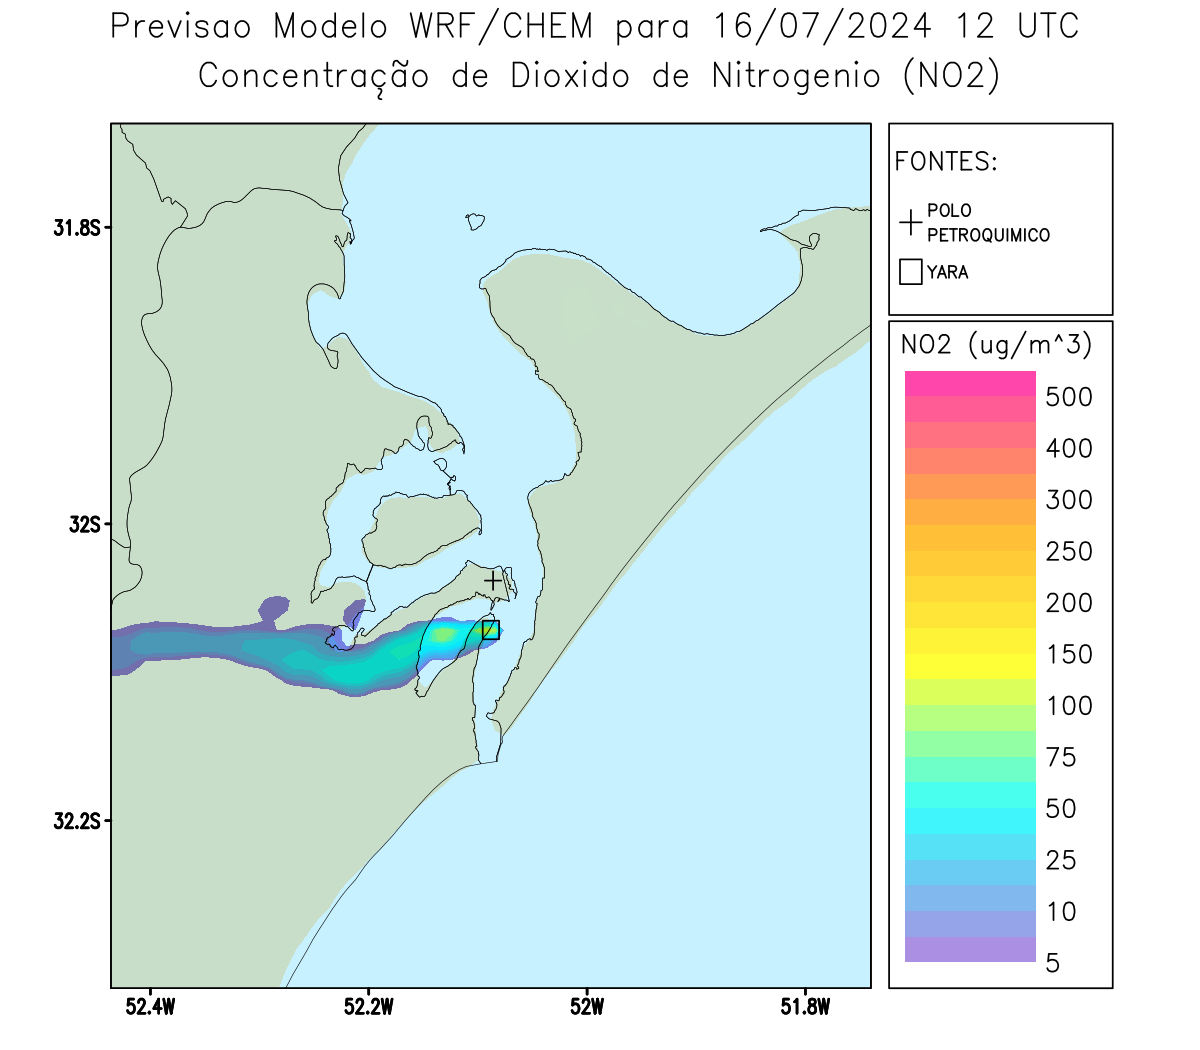 Previsao Modelo WRF/CHEM para 16/07/2024 12 UTC
Concentração de Dioxido de Nitrogenio (NO2)
FONTES:
POLO
PETROQUIMICO
YARA
31.8S
32S
32.2S
52.4W
52.2W
52W
51.8W
NO2 (ug/m^3)
500
400
300
250
200
150
100
75
50
25
10
5